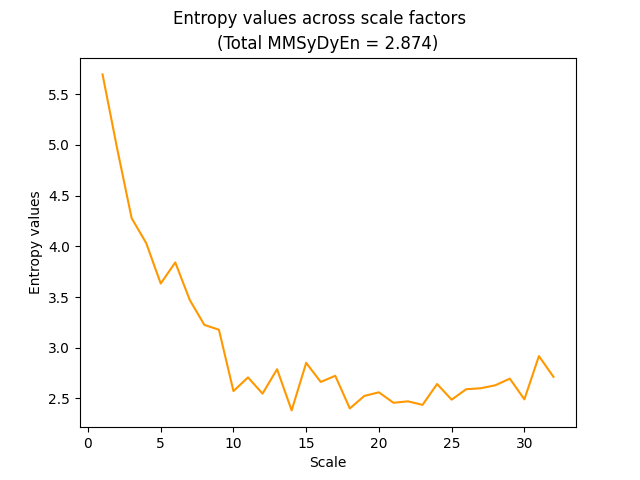 Entropy values across scale factors
(Total MMSyDyEn = 2.874)
5.5
5.0
4.5
4.0
3.5
3.0
2.5
Entropy values
0 5 10 15 20 25 30
Scale